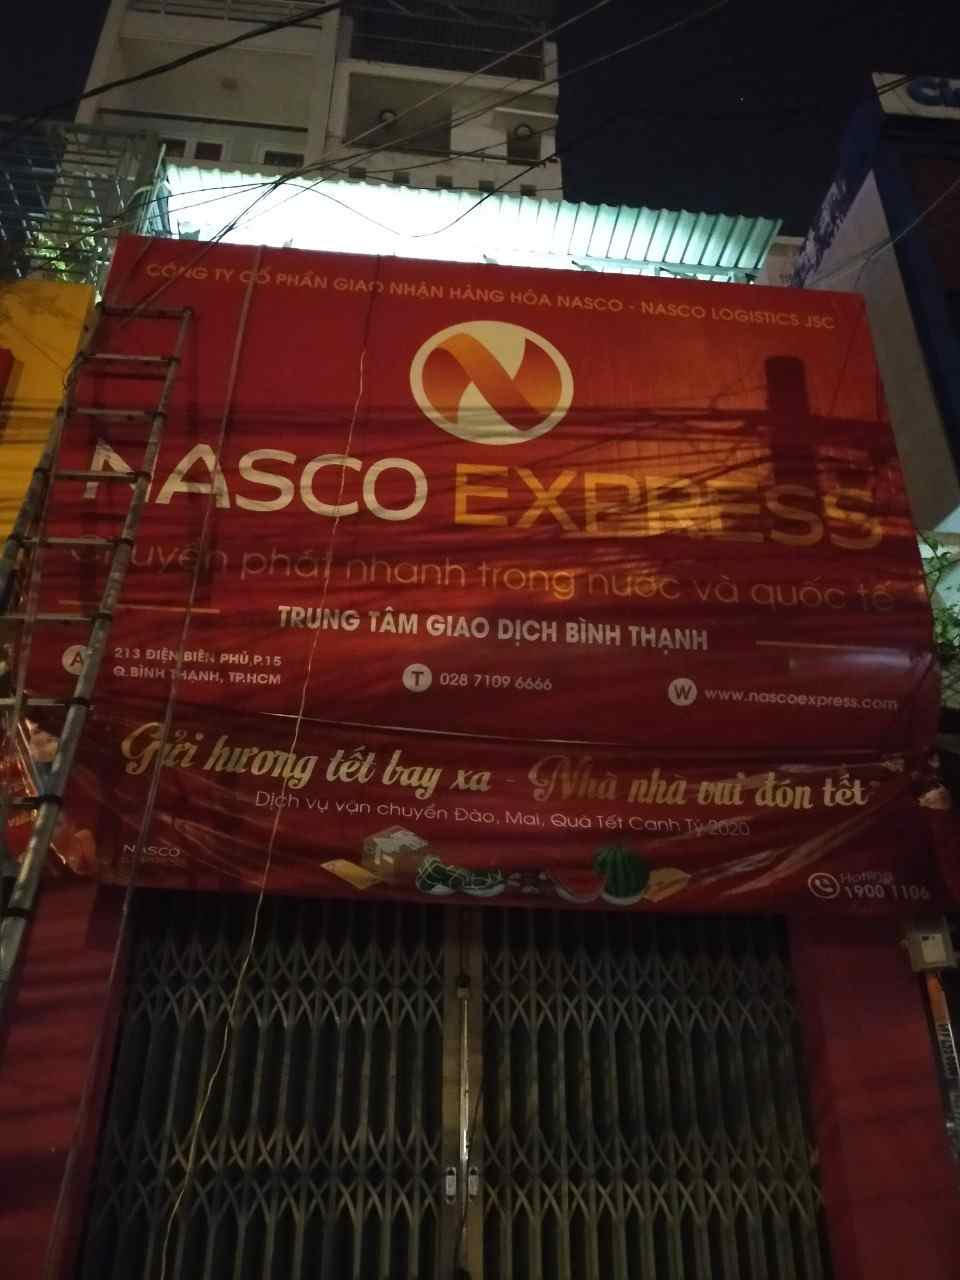 CÔNG TY CỔ PHẦN GIAO NHẬN HÀNG HÓA NASCO - NASCO LOGISTICS JSC
NASCO EXPRESS
Chuyển phát nhanh trong nước và quốc tế
TRUNG TÂM GIAO DỊCH BÌNH THẠNH
A 213 ĐIỆN BIÊN PHỦ, P.15
Q.BÌNH THẠNH, TP.HCM
T 028 7109 6666
W www.nascoexpress.com
Gửi hương tết bay xa - Nhà nhà vui đón tết
Dịch vụ vận chuyển Đào, Mai, Quà Tết Canh Tý 2020
NASCO
Hotline
1900 1106